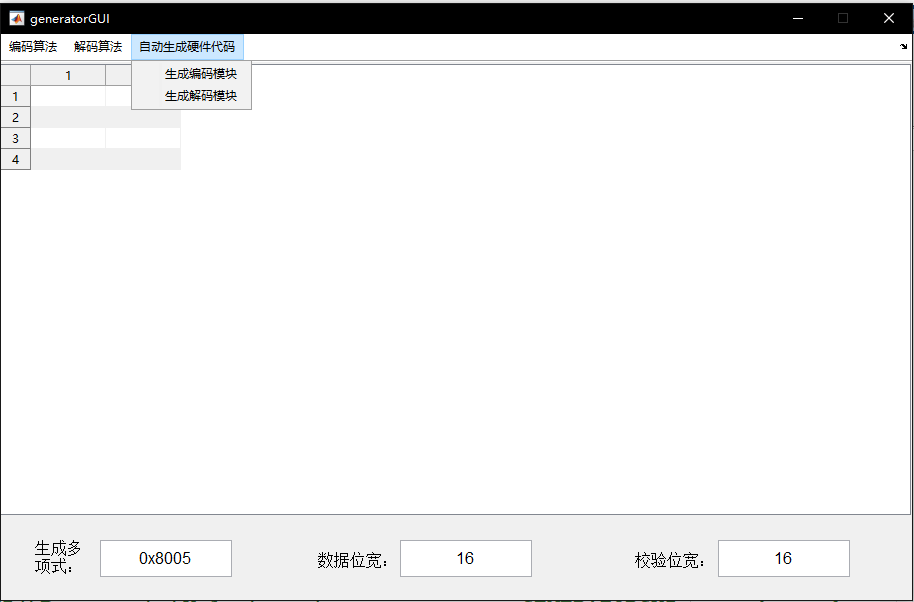 generatorGUI
编码算法 解码算法 自动生成硬件代码
生成编码模块
生成解码模块
1
1
2
3
4
生成多
项式：
0x8005
数据位宽：
16
校验位宽：
16